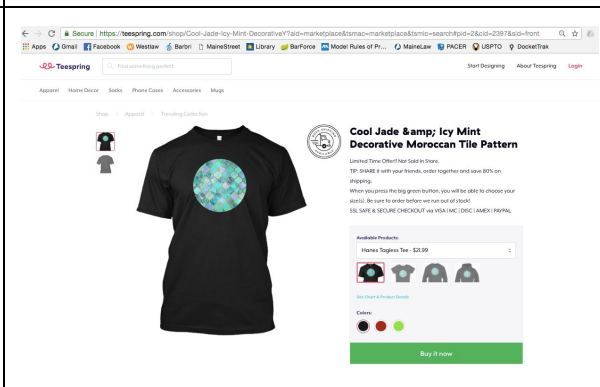 Secure | https://teespring.com/shop/Cool-Jade-Icy-Mint-DecorativeY?aid=marketplace&tsmac=marketplace&tsmic=search#pid=2&cid=2397&sid=front
Apps Gmail Facebook Westlaw Barbri MaineStreet Library BarForce Model Rules of Pr... MaineLaw PACER USPTO DocketTrak
Teespring Find something perfect Start Designing About Teespring Login
Apparel Home Decor Socks Phone Cases Accessories Mugs
Shop Apparel Trending Collection
Cool Jade &amp; Icy Mint
Decorative Moroccan Tile Pattern
Limited Time Offer!! Not Sold in Store.
TIP: SHARE it with your friends, order together and save 80% on
shipping.
When you press the big green button, you will be able to choose your
size(s). Be sure to order before we run out of stock!
SSL SAFE & SECURE CHECKOUT via VISA | MC | DISC | AMEX | PAYPAL
Available Products:
Hanes Tagless Tee - $21.99
Size Chart & Product Details
Colors:
Buy it now